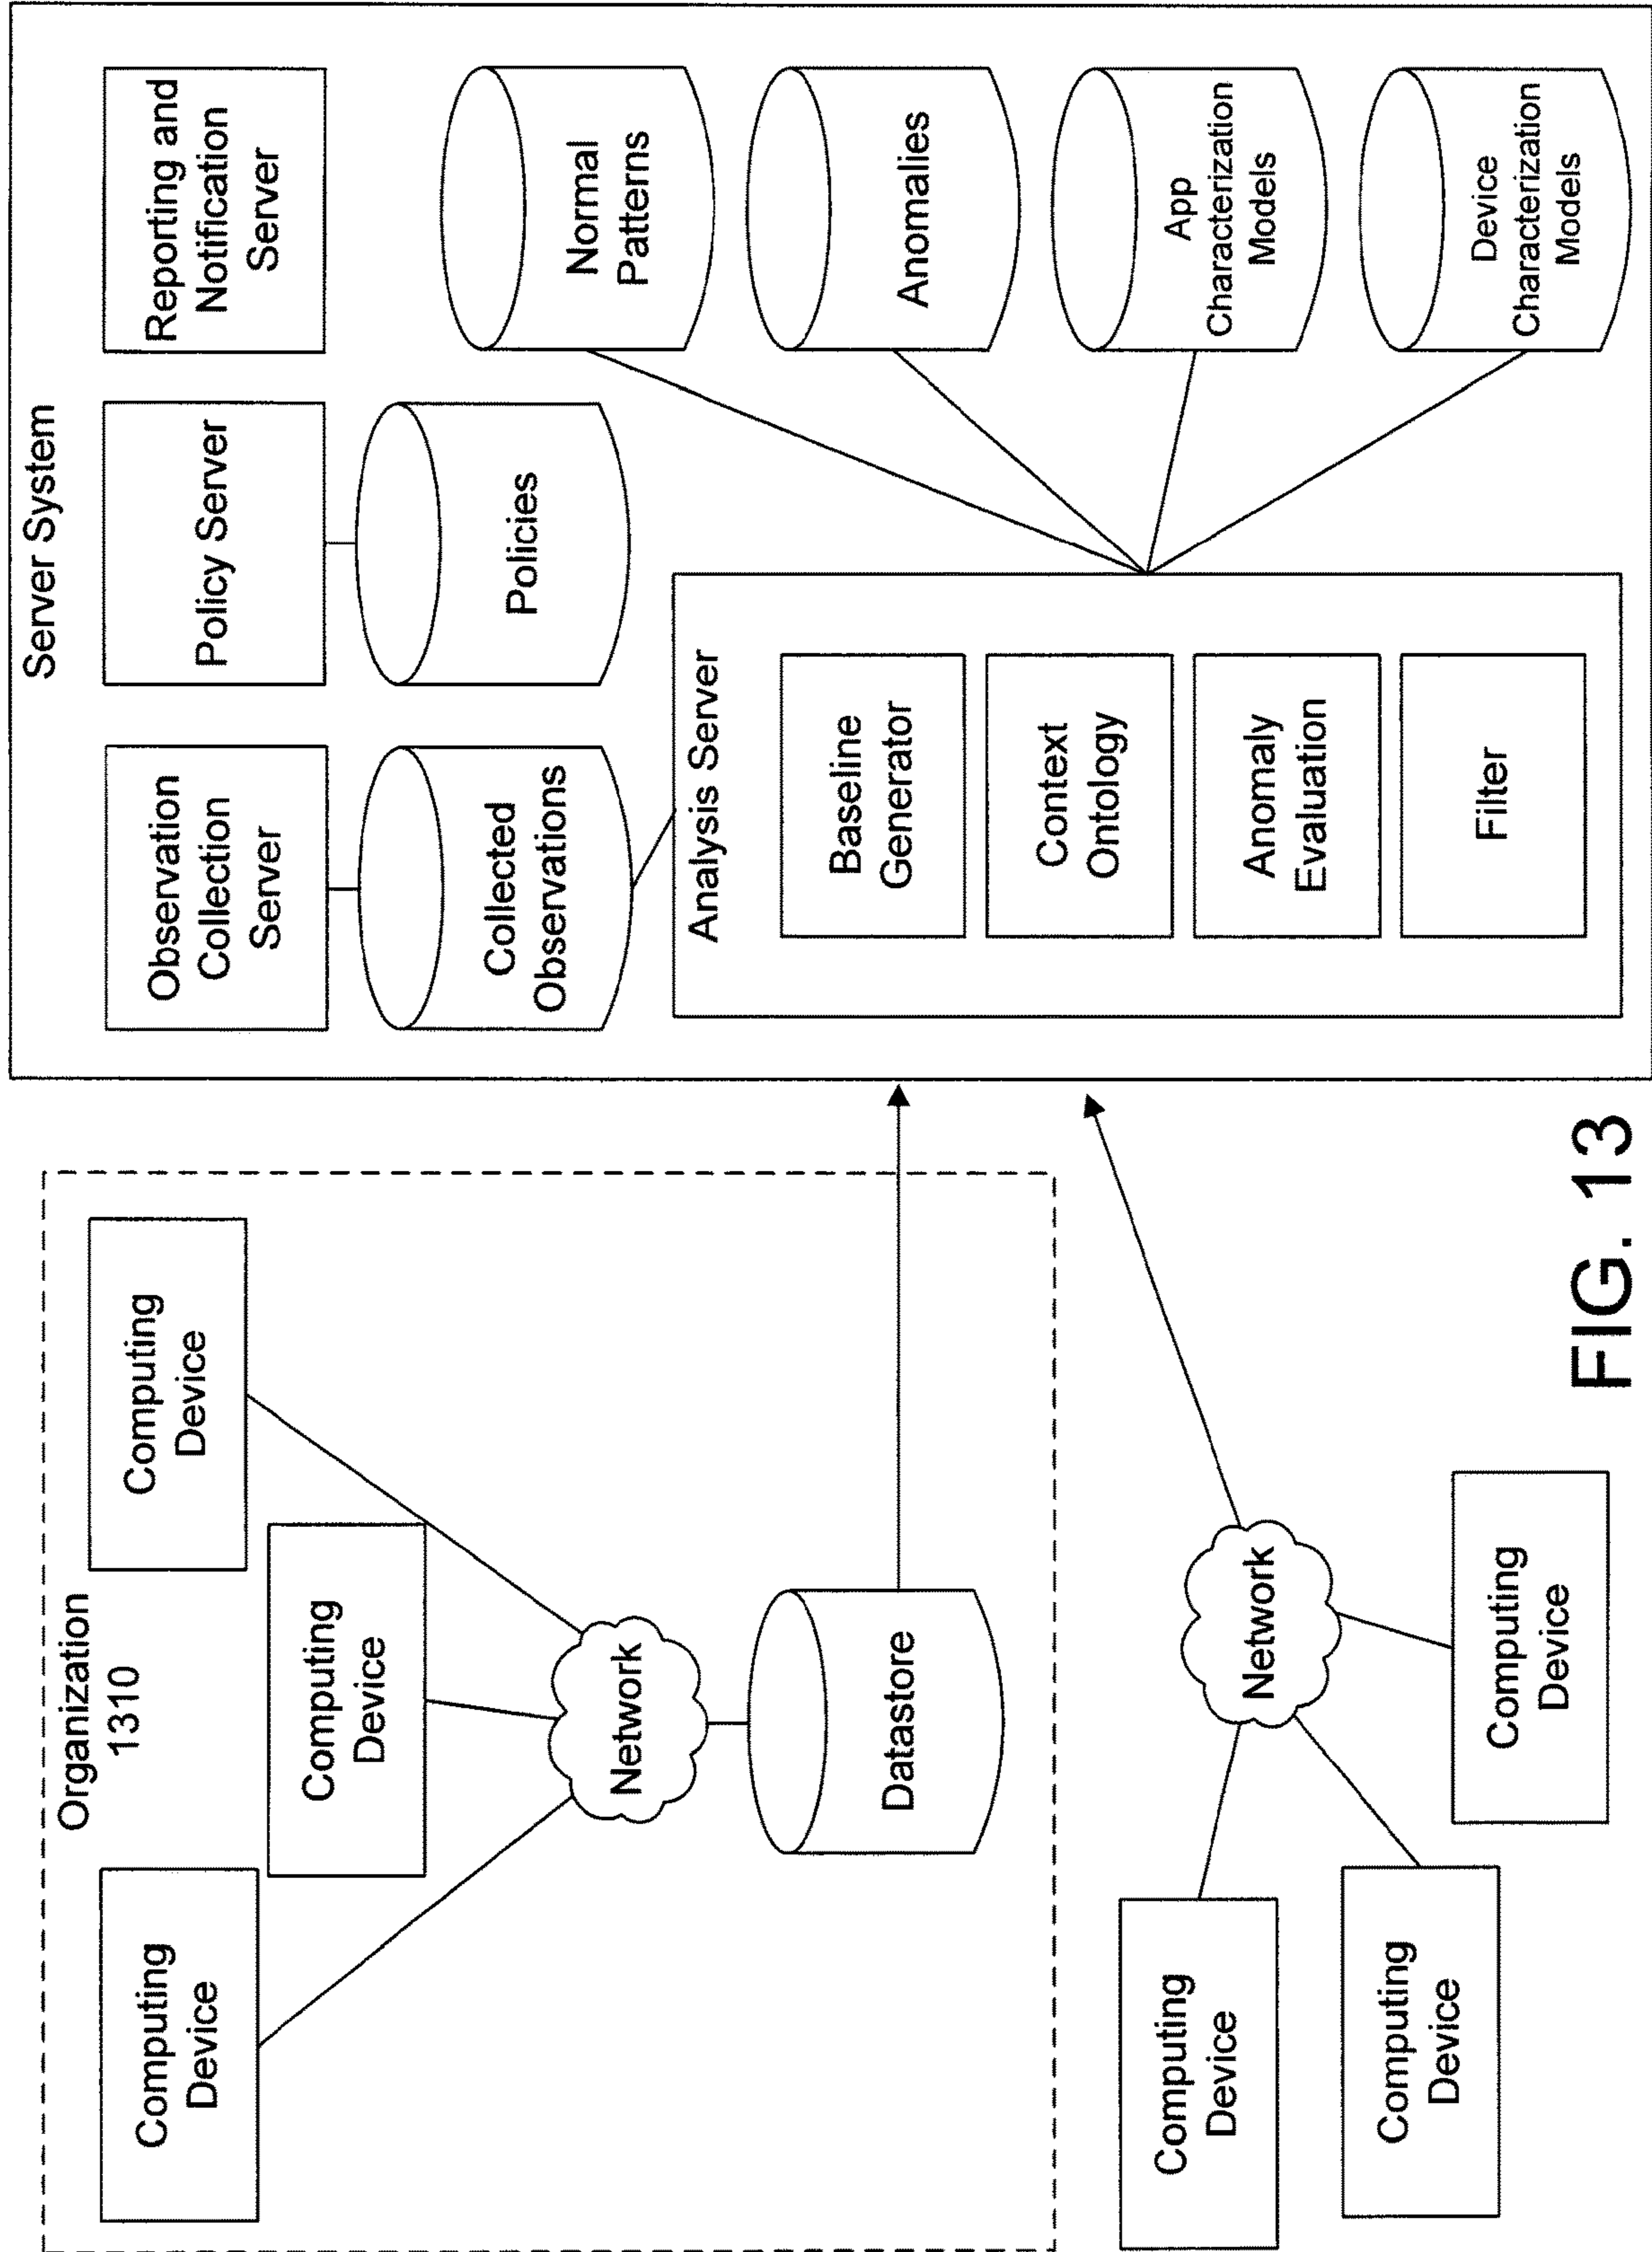 Organization
1310
Computing
Device
Computing
Device
Computing
Device
Network
Datastore
Computing
Device
Computing
Device
Computing
Device
Network
Server System
Observation
Collection
Server
Policy Server
Reporting and
Notification
Server
Collected
Observations
Policies
Analysis Server
Baseline
Generator
Context
Ontology
Anomaly
Evaluation
Filter
Normal
Patterns
Anomalies
App
Characterization
Models
Device
Characterization
Models
FIG. 13